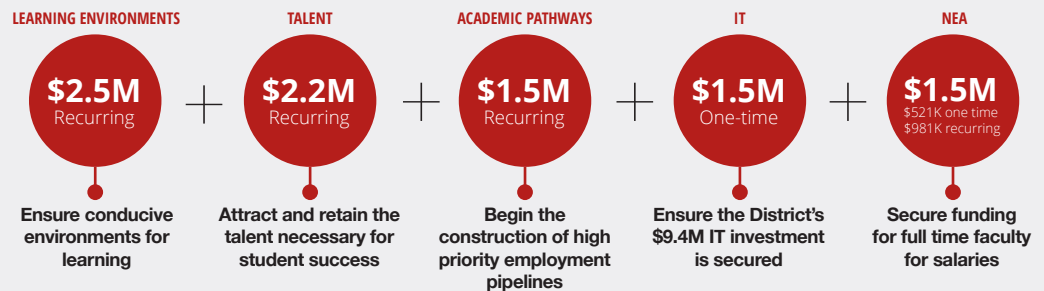 LEARNING ENVIRONMENTS
$2.5M
Recurring
Ensure conducive
environments for
learning
TALENT
$2.2M
Recurring
Attract and retain the
talent necessary for
student success
ACADEMIC PATHWAYS
$1.5M
Recurring
Begin the
construction of high
priority employment
pipelines
IT
$1.5M
One-time
Ensure the District’s
$9.4M IT investment
is secured
NEA
$1.5M
$521K one time
$981K recurring
Secure funding
for full time faculty
for salaries